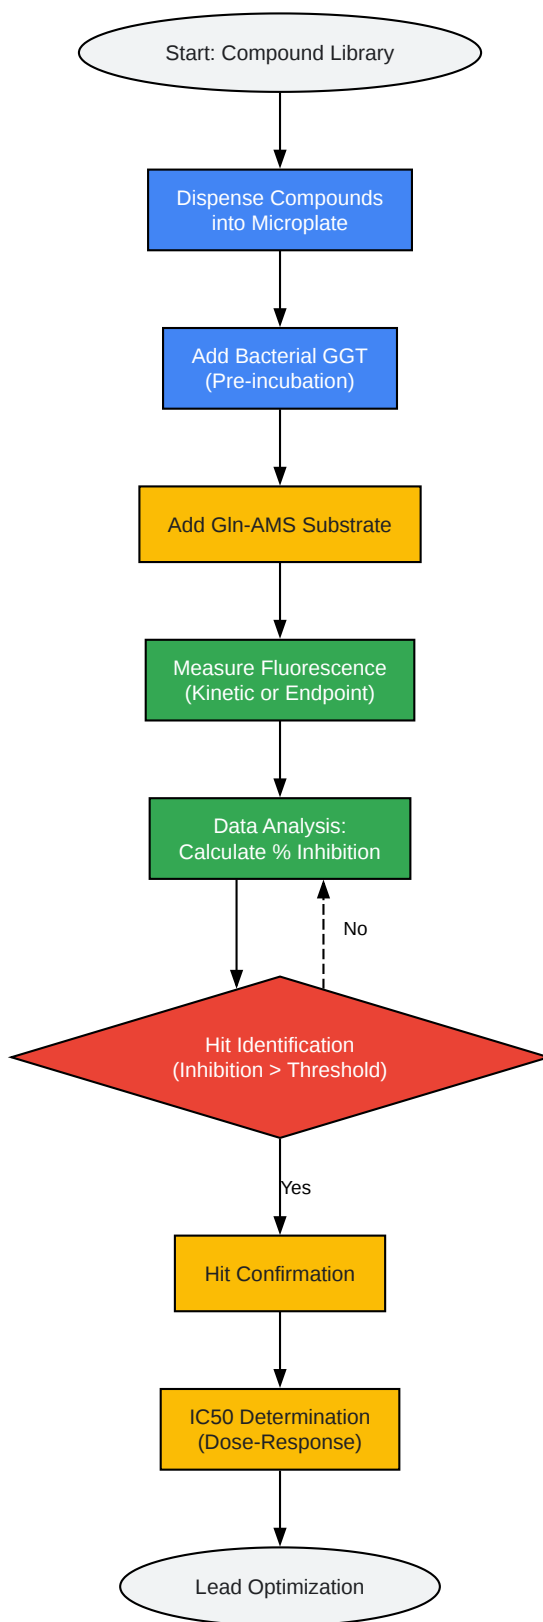 Start: Compound Library
Dispense Compounds
into Microplate
Add Bacterial GGT
(Pre-incubation)
Add Gln-AMS Substrate
Measure Fluorescence
(Kinetic or Endpoint)
Data Analysis:
Calculate % Inhibition
No
Hit Identification
(Inhibition > Threshold)
Yes
Hit Confirmation
IC50 Determination
(Dose-Response)
Lead Optimization